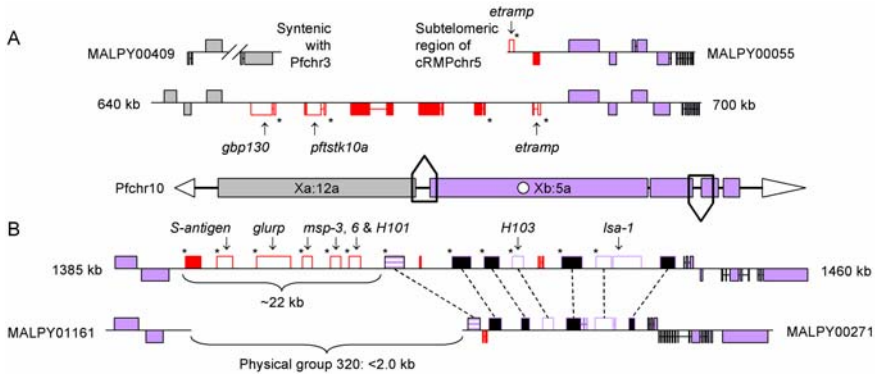 etramp
A
Syntenic with Pfchr3
Subtelomeric region of cRMPchr5
MALPY00409
*
MALPY00055
640 kb
700 kb
* * * *
gbp130
pftstk10a
etramp
Pfchr10
Xa:12a
Xb:5a
B
S-antigen
glurp
msp-3, 6 & H101
H103
lsa-1
* * * * * * * * * * *
1385 kb
1460 kb
~22 kb
MALPY01161
MALPY00271
Physical group 320: <2.0 kb